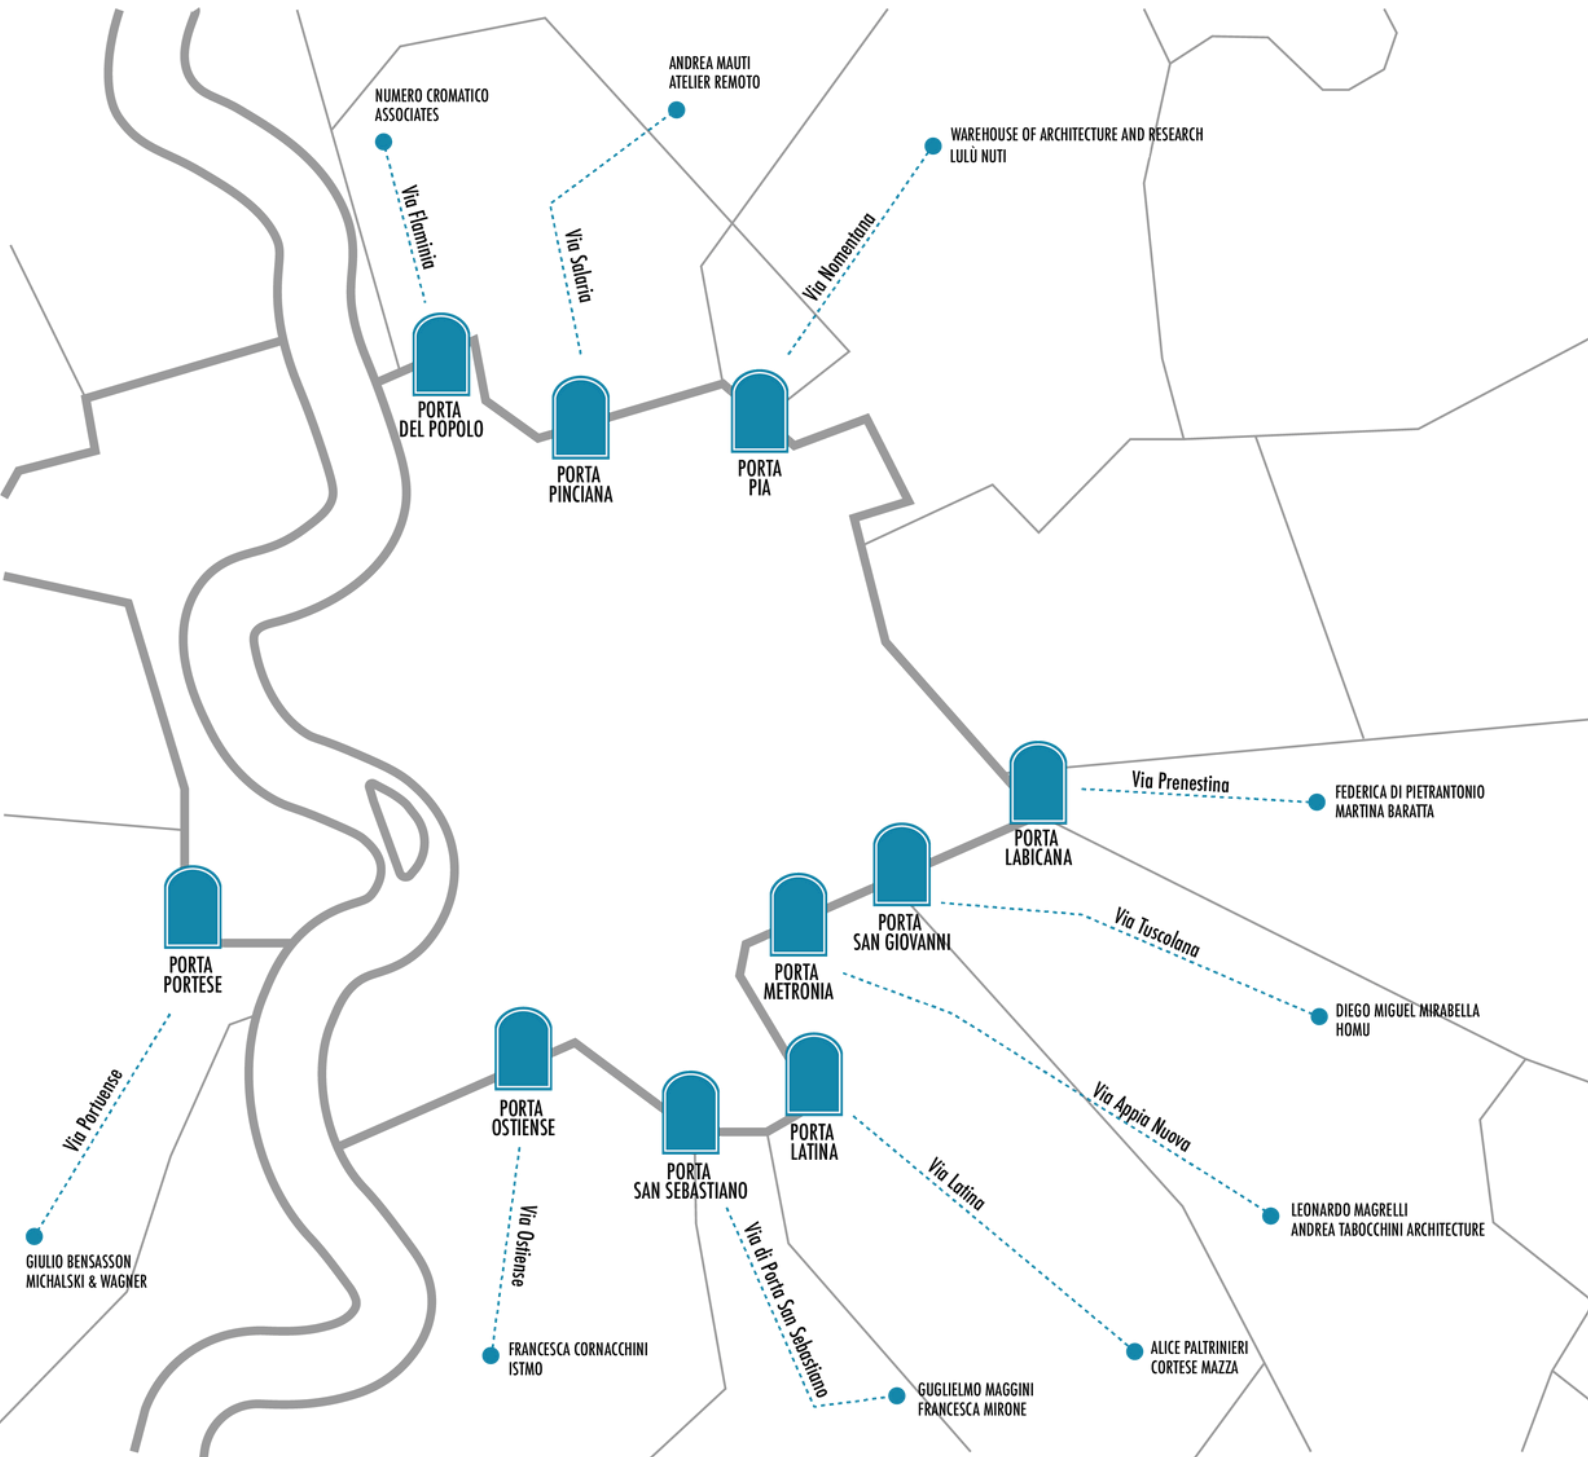 ANDREA MAUTI
ATELIER REMOTO
NUMERO CROMATICO
ASSOCIATES
WAREHOUSE OF ARCHITECTURE AND RESEARCH
LULÙ NUTI
Via Flaminia
Via Salaria
Via Nomentana
PORTA
DEL POPOLO
PORTA
PINCIANA
PORTA
PIA
Via Prenestina
FEDERICA DI PIETRANTONIO
MARTINA BARATTA
PORTA
LABICANA
PORTA
SAN GIOVANNI
Via Tuscolana
PORTA
METRONIA
PORTA
PORTESE
DIEGO MIGUEL MIRABELLA
HOMU
Via Portuense
PORTA
OSTIENSE
PORTA
LATINA
Via Appia Nuova
PORTA
SAN SEBASTIANO
Via Latina
LEONARDO MAGRELLI
ANDREA TABOCCHINI ARCHITECTURE
Via Ostiense
Via di Porta San Sebastiano
GIULIO BENSASSON
MICHALSKI & WAGNER
FRANCESCA CORNACCHINI
ISTMO
ALICE PALTRINIERI
CORTESE MAZZA
GUGLIELMO MAGGINI
FRANCESCA MIRONE